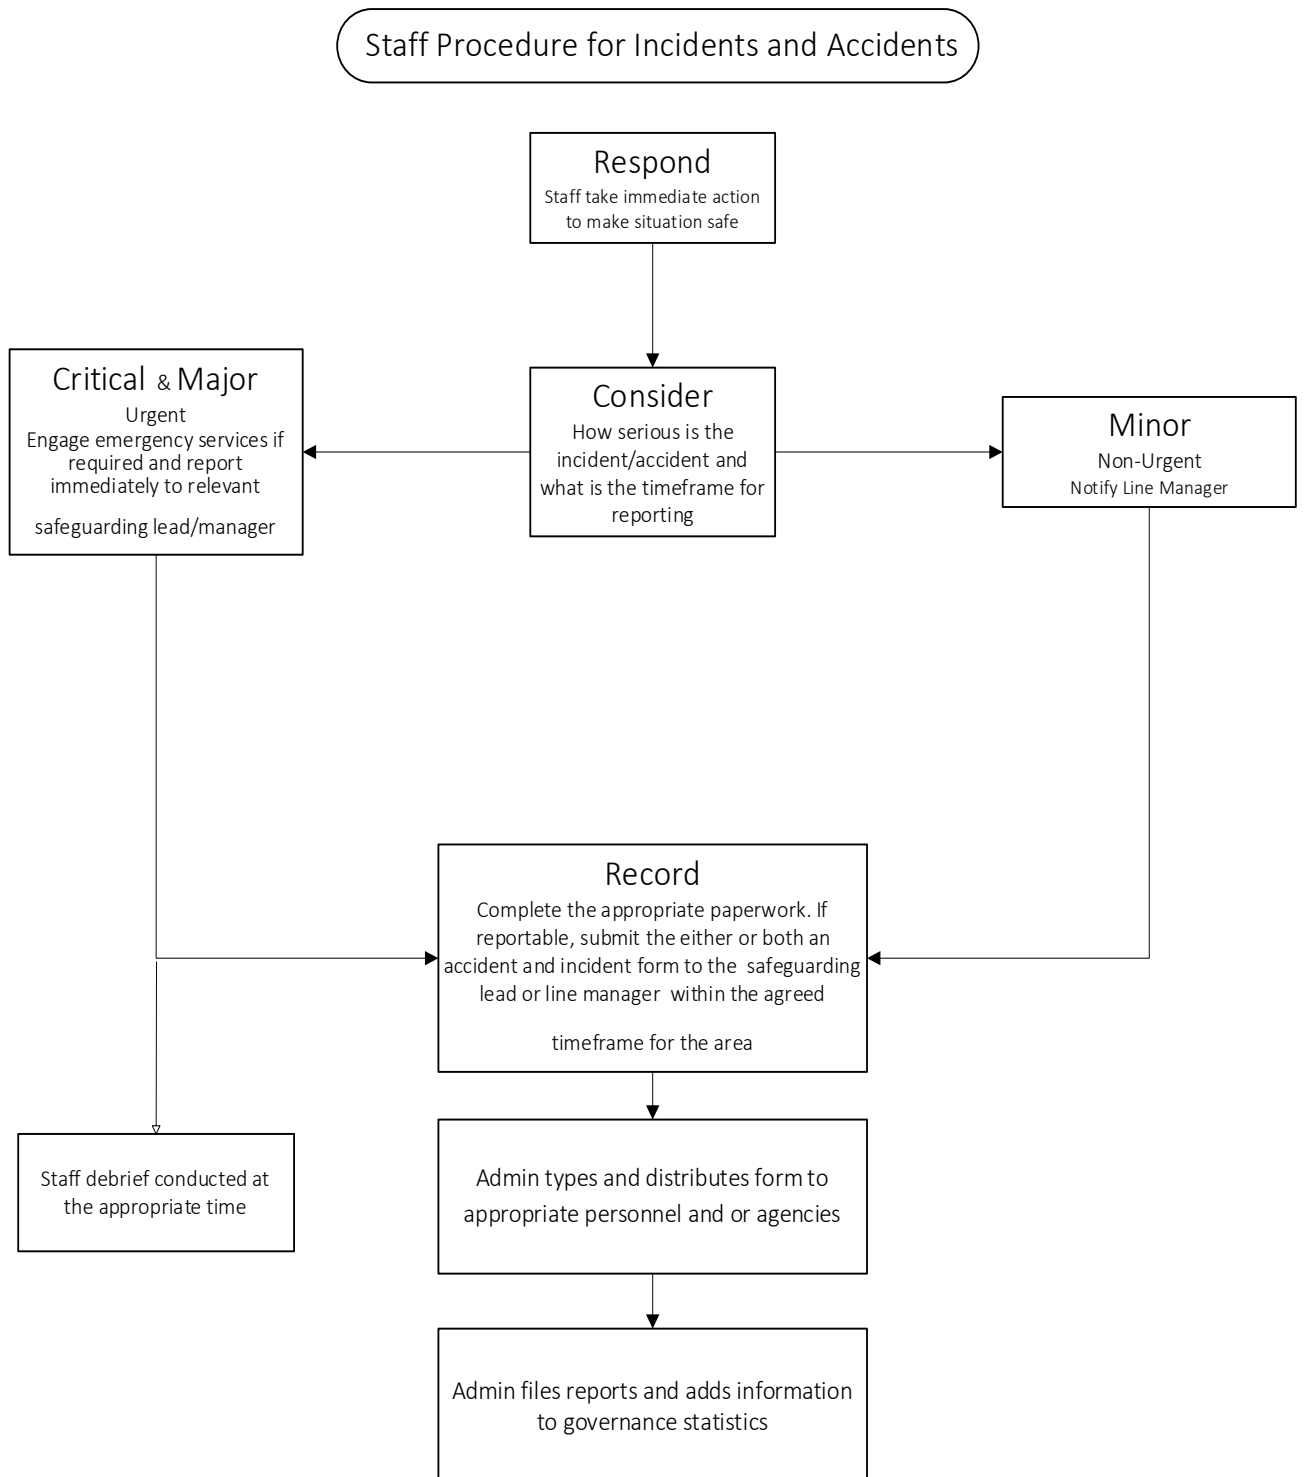 Staff Procedure for Incidents and Accidents
Respond
Staff take immediate action
to make situation safe
Critical & Major
Urgent
Engage emergency services if
required and report
immediately to relevant
safeguarding lead/manager
Consider
How serious is the
incident/accident and
what is the timeframe for
reporting
Minor
Non-Urgent
Notify Line Manager
Record
Complete the appropriate paperwork. If
reportable, submit the either or both an
accident and incident form to the safeguarding
lead or line manager within the agreed
timeframe for the area
Staff debrief conducted at
the appropriate time
Admin types and distributes form to
appropriate personnel and or agencies
Admin files reports and adds information
to governance statistics